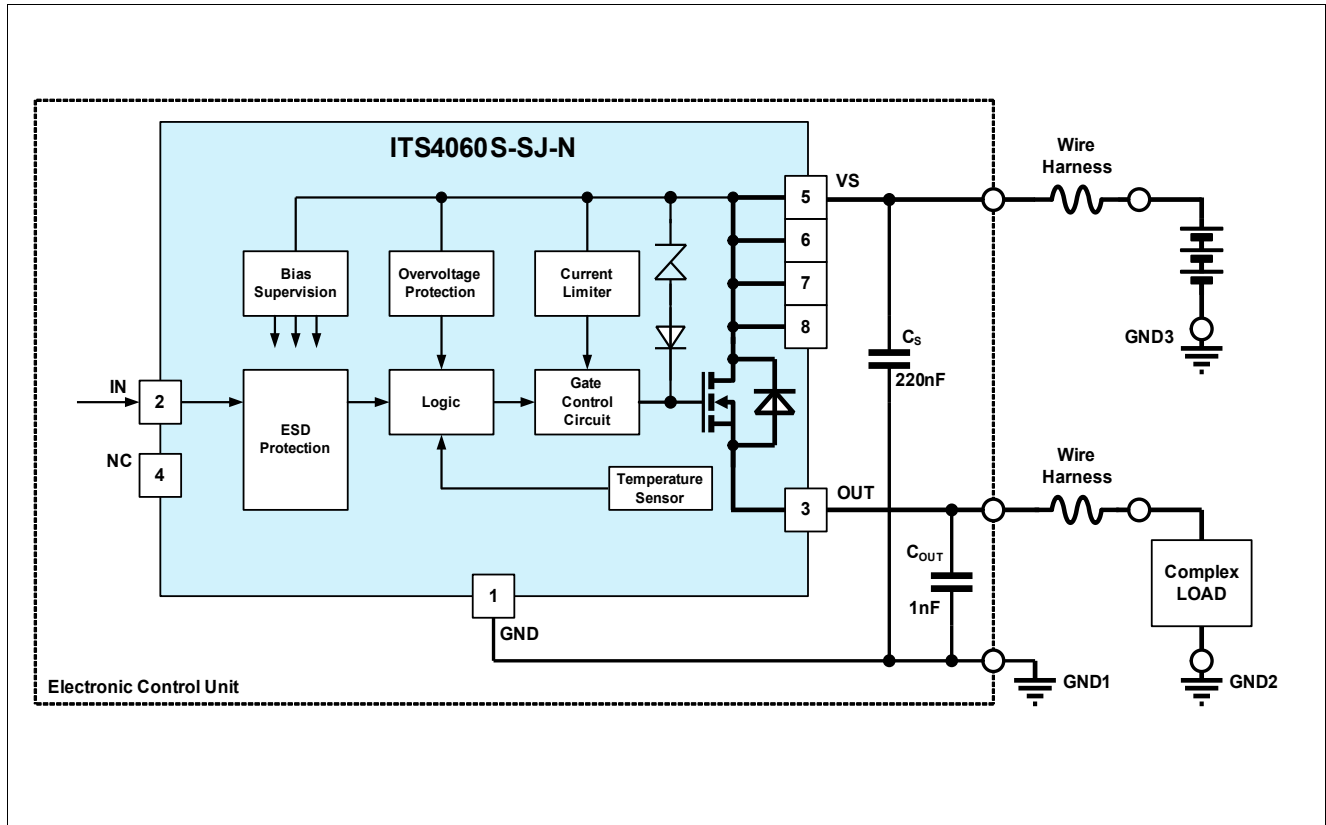 ITS4060S-SJ-N
Wire
Harness
VS
5
6
7
8
Bias
Supervision
Overvoltage
Protection
Current
Limiter
GND3
C_S
220nF
IN
2
NC
4
ESD
Protection
Logic
Gate
Control
Circuit
Temperature
Sensor
3
OUT
Wire
Harness
C_OUT
1nF
Complex
LOAD
1
GND
GND1
GND2
Electronic Control Unit